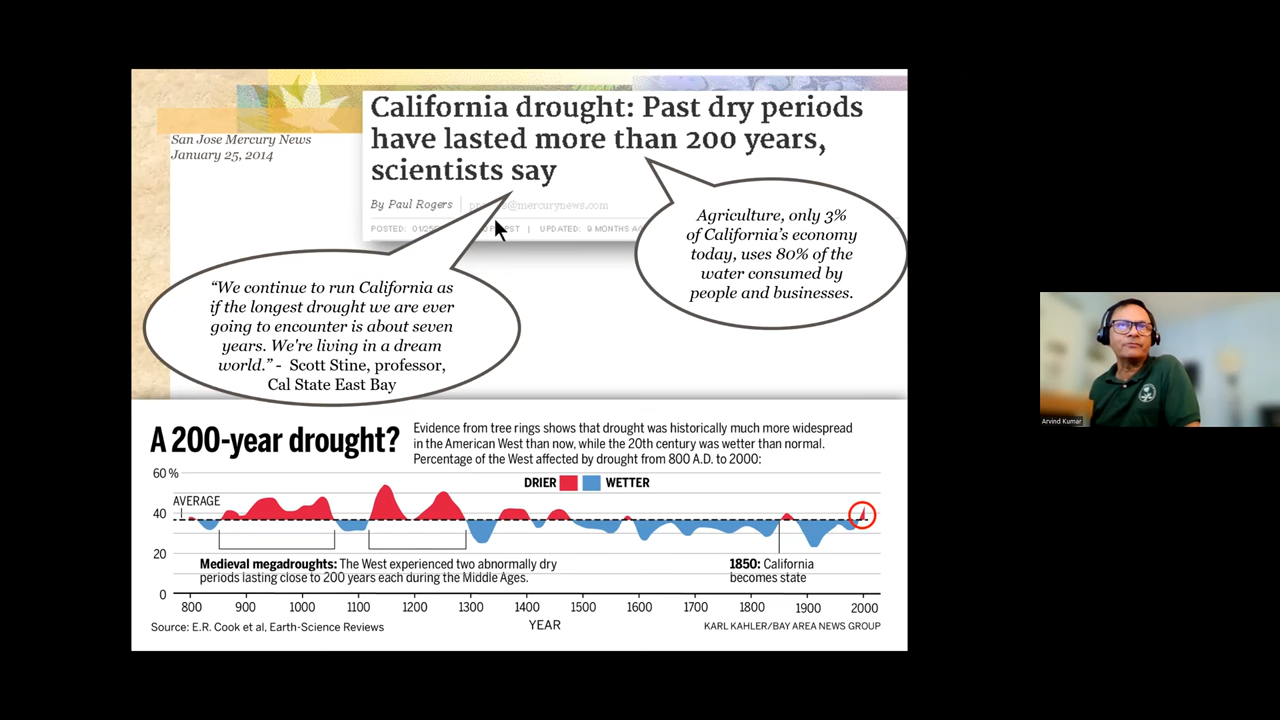 San Jose Mercury News
January 25, 2014
California drought: Past dry periods
have lasted more than 200 years,
scientists say
By Paul Rogers
@mercurynews.com
POSTED:
PST | UPDATED: 9 MONTHS
Agriculture, only 3%
of California's economy
today, uses 80% of the
water consumed by
people and businesses.
“We continue to run California as
if the longest drought we are ever
going to encounter is about seven
years. We're living in a dream
world.” - Scott Stine, professor,
Cal State East Bay
A 200-year drought?
Evidence from tree rings shows that drought was historically much more widespread
in the American West than now, while the 20th century was wetter than normal.
Percentage of the West affected by drought from 800 A.D. to 2000:
60 %
DRIER WETTER
AVERAGE
40
20
0
Medieval megadroughts: The West experienced two abnormally dry
periods lasting close to 200 years each during the Middle Ages.
1850: California
becomes state
800 900 1000 1100 1200 1300 1400 1500 1600 1700 1800 1900 2000
YEAR
Source: E.R. Cook et al, Earth-Science Reviews
KARL KAHLER/BAY AREA NEWS GROUP
Arvind Kumar